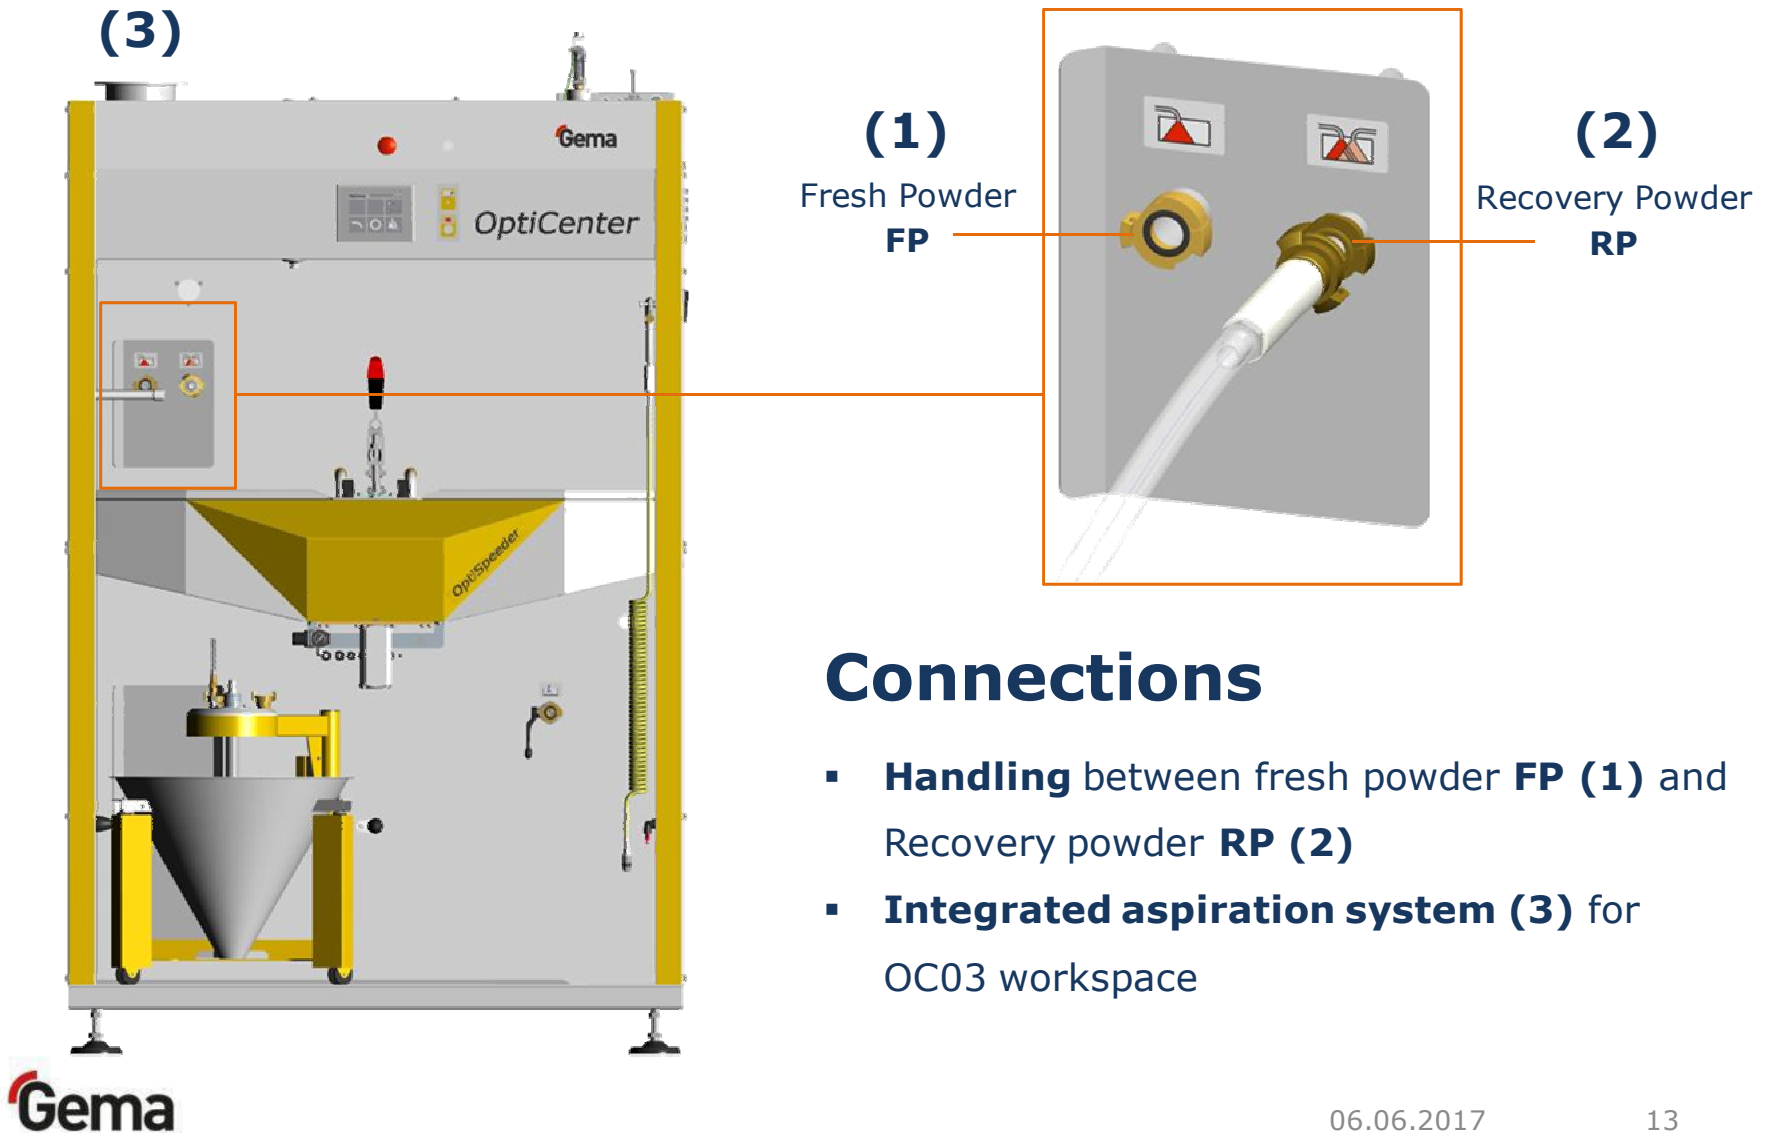 (3)
Gema
OptiCenter
OptiSpeeder
(1)
Fresh Powder
FP
(2)
Recovery Powder
RP
Connections
▪ Handling between fresh powder FP (1) and
Recovery powder RP (2)
▪ Integrated aspiration system (3) for
OC03 workspace
Gema
06.06.2017
13